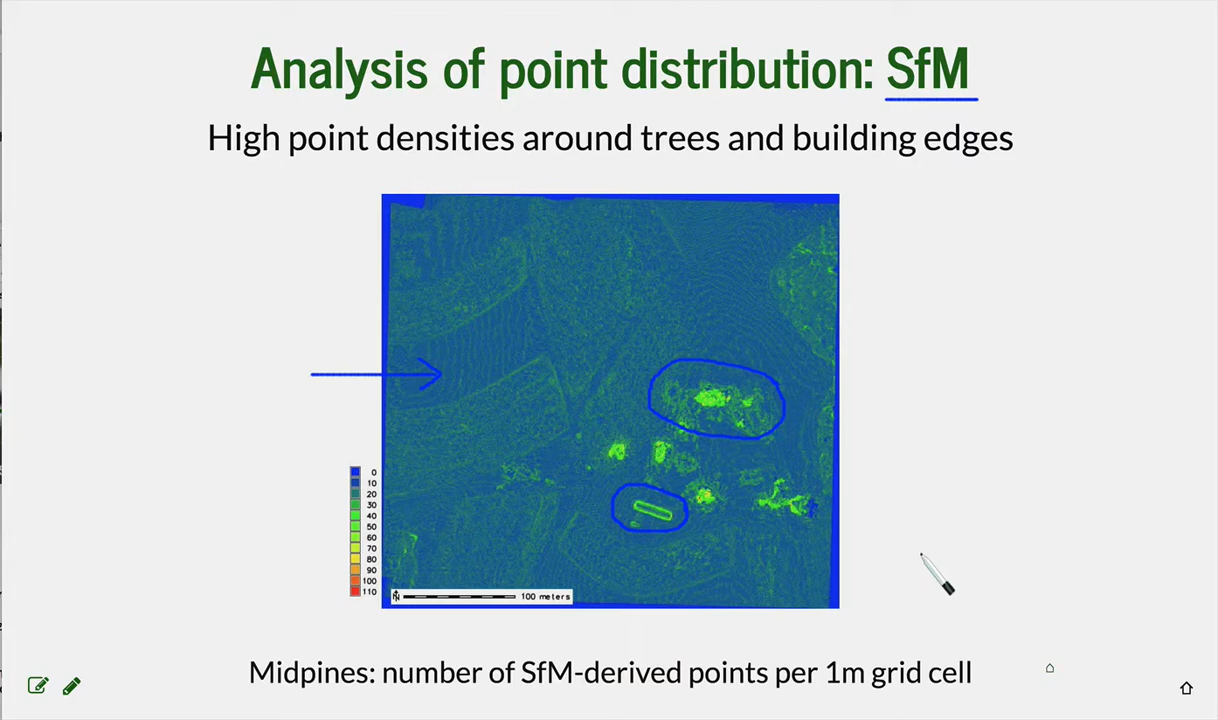 Analysis of point distribution: SfM
High point densities around trees and building edges
0
10
20
30
40
50
60
70
80
90
100
110
N
100 meters
Midpines: number of SfM-derived points per 1m grid cell